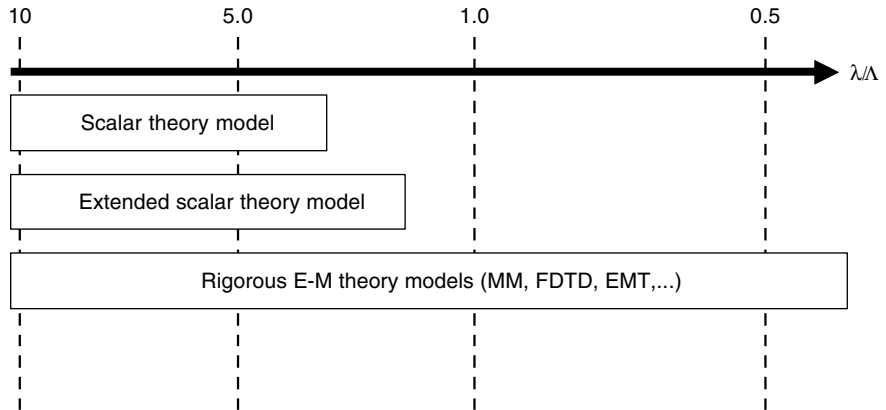 10 5.0 1.0 0.5
λ/Λ
Scalar theory model
Extended scalar theory model
Rigorous E-M theory models (MM, FDTD, EMT,...)